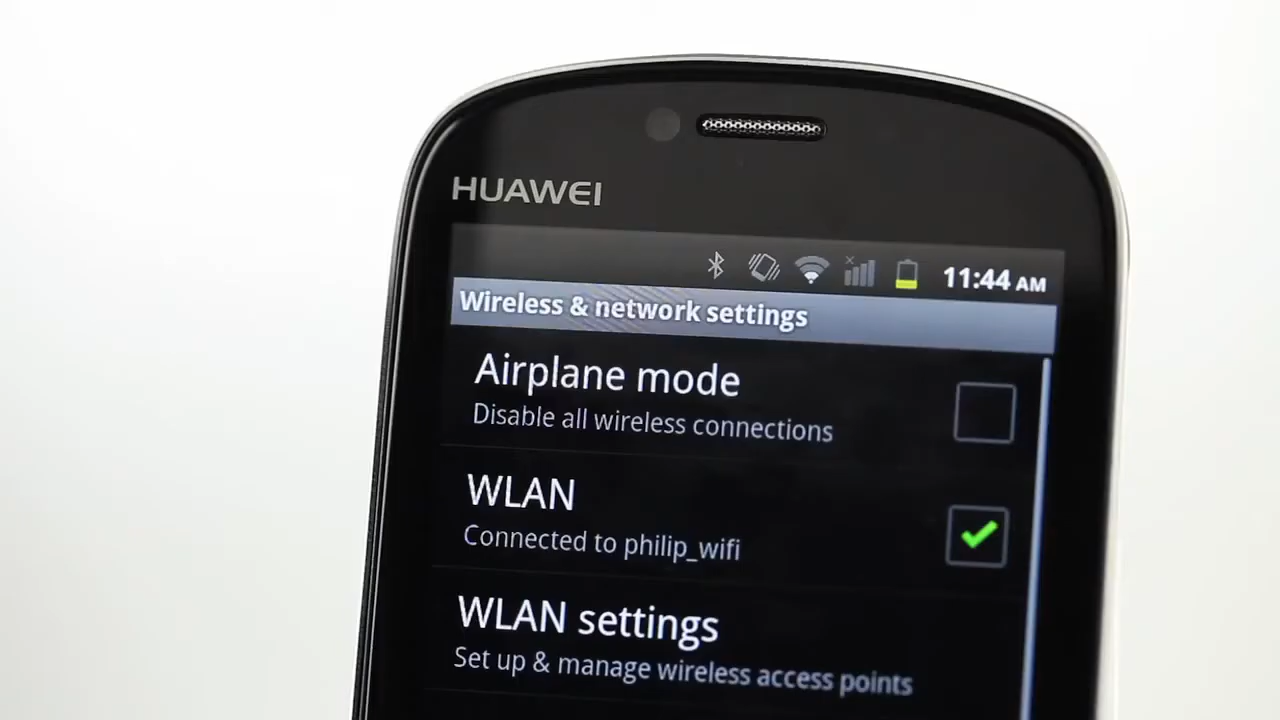 HUAWEI
11:44 AM
Wireless & network settings
Airplane mode
Disable all wireless connections
WLAN
Connected to philip_wifi
WLAN settings
Set up & manage wireless access points